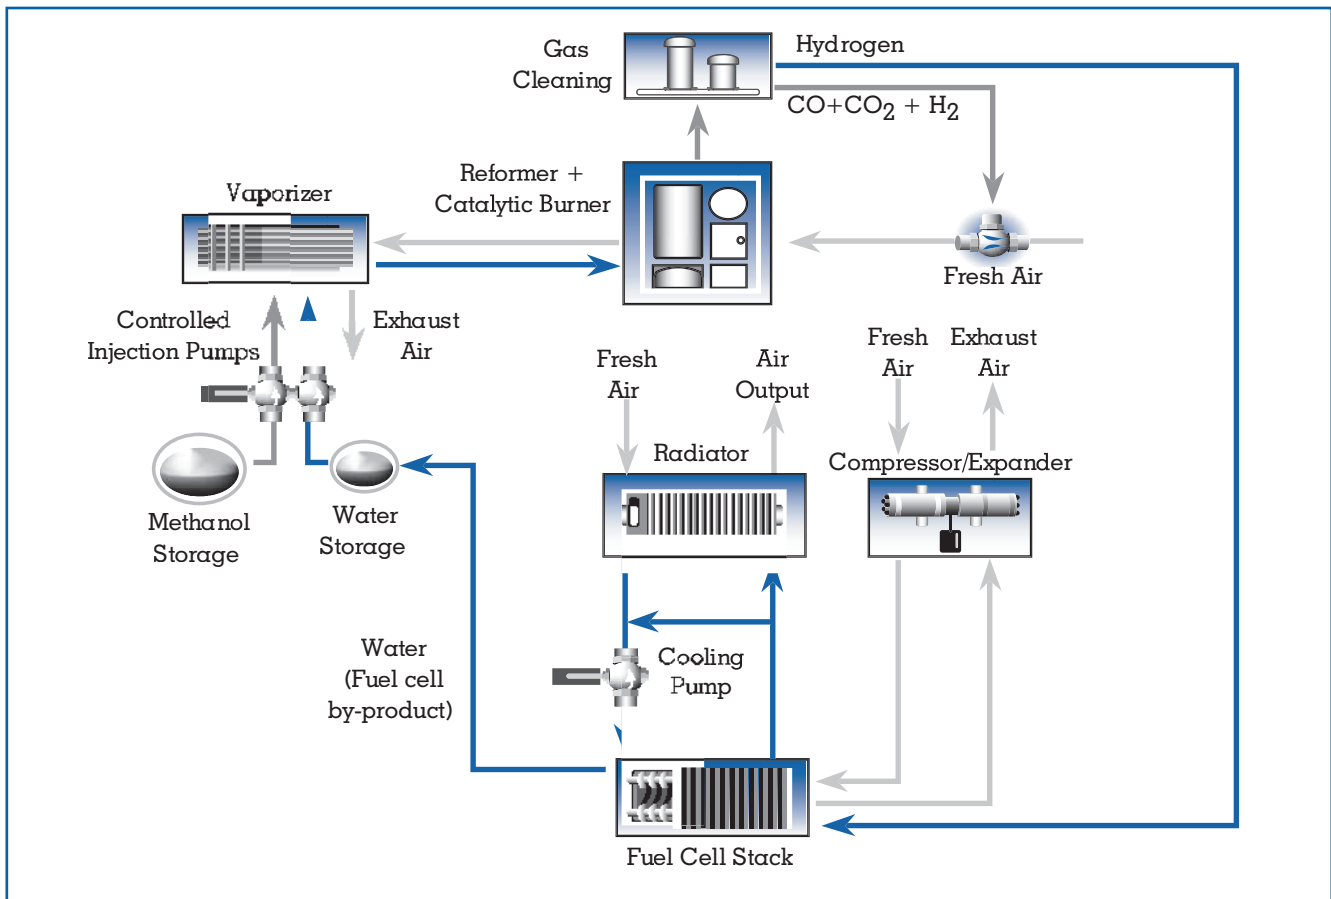 Gas
Cleaning
Hydrogen
CO+CO2 + H2
Reformer +
Catalytic Burner
Vaporizer
Fresh Air
Controlled
Injection Pumps
Exhaust
Air
Fresh
Air
Air
Output
Fresh
Air
Exhaust
Air
Radiator
Compressor/Expander
Methanol
Storage
Water
Storage
Water
(Fuel cell
by-product)
Cooling
Pump
Fuel Cell Stack